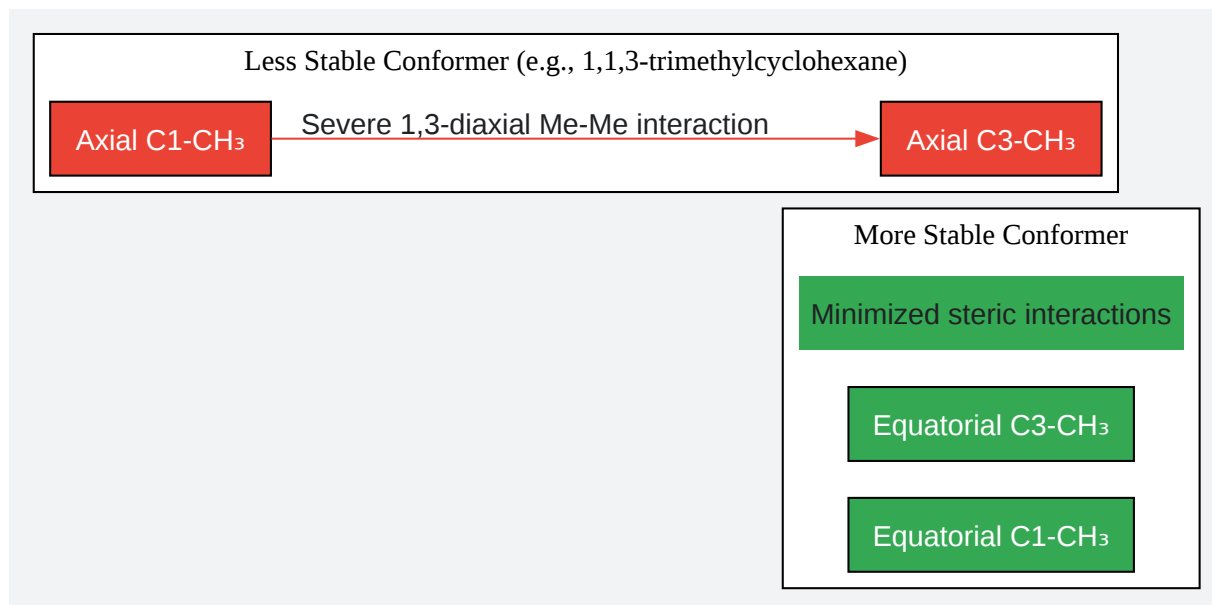 Less Stable Conformer (e.g., 1,1,3-trimethylcyclohexane)
Axial C1-CH₃
Severe 1,3-diaxial Me-Me interaction
Axial C3-CH₃
More Stable Conformer
Minimized steric interactions
Equatorial C3-CH₃
Equatorial C1-CH₃